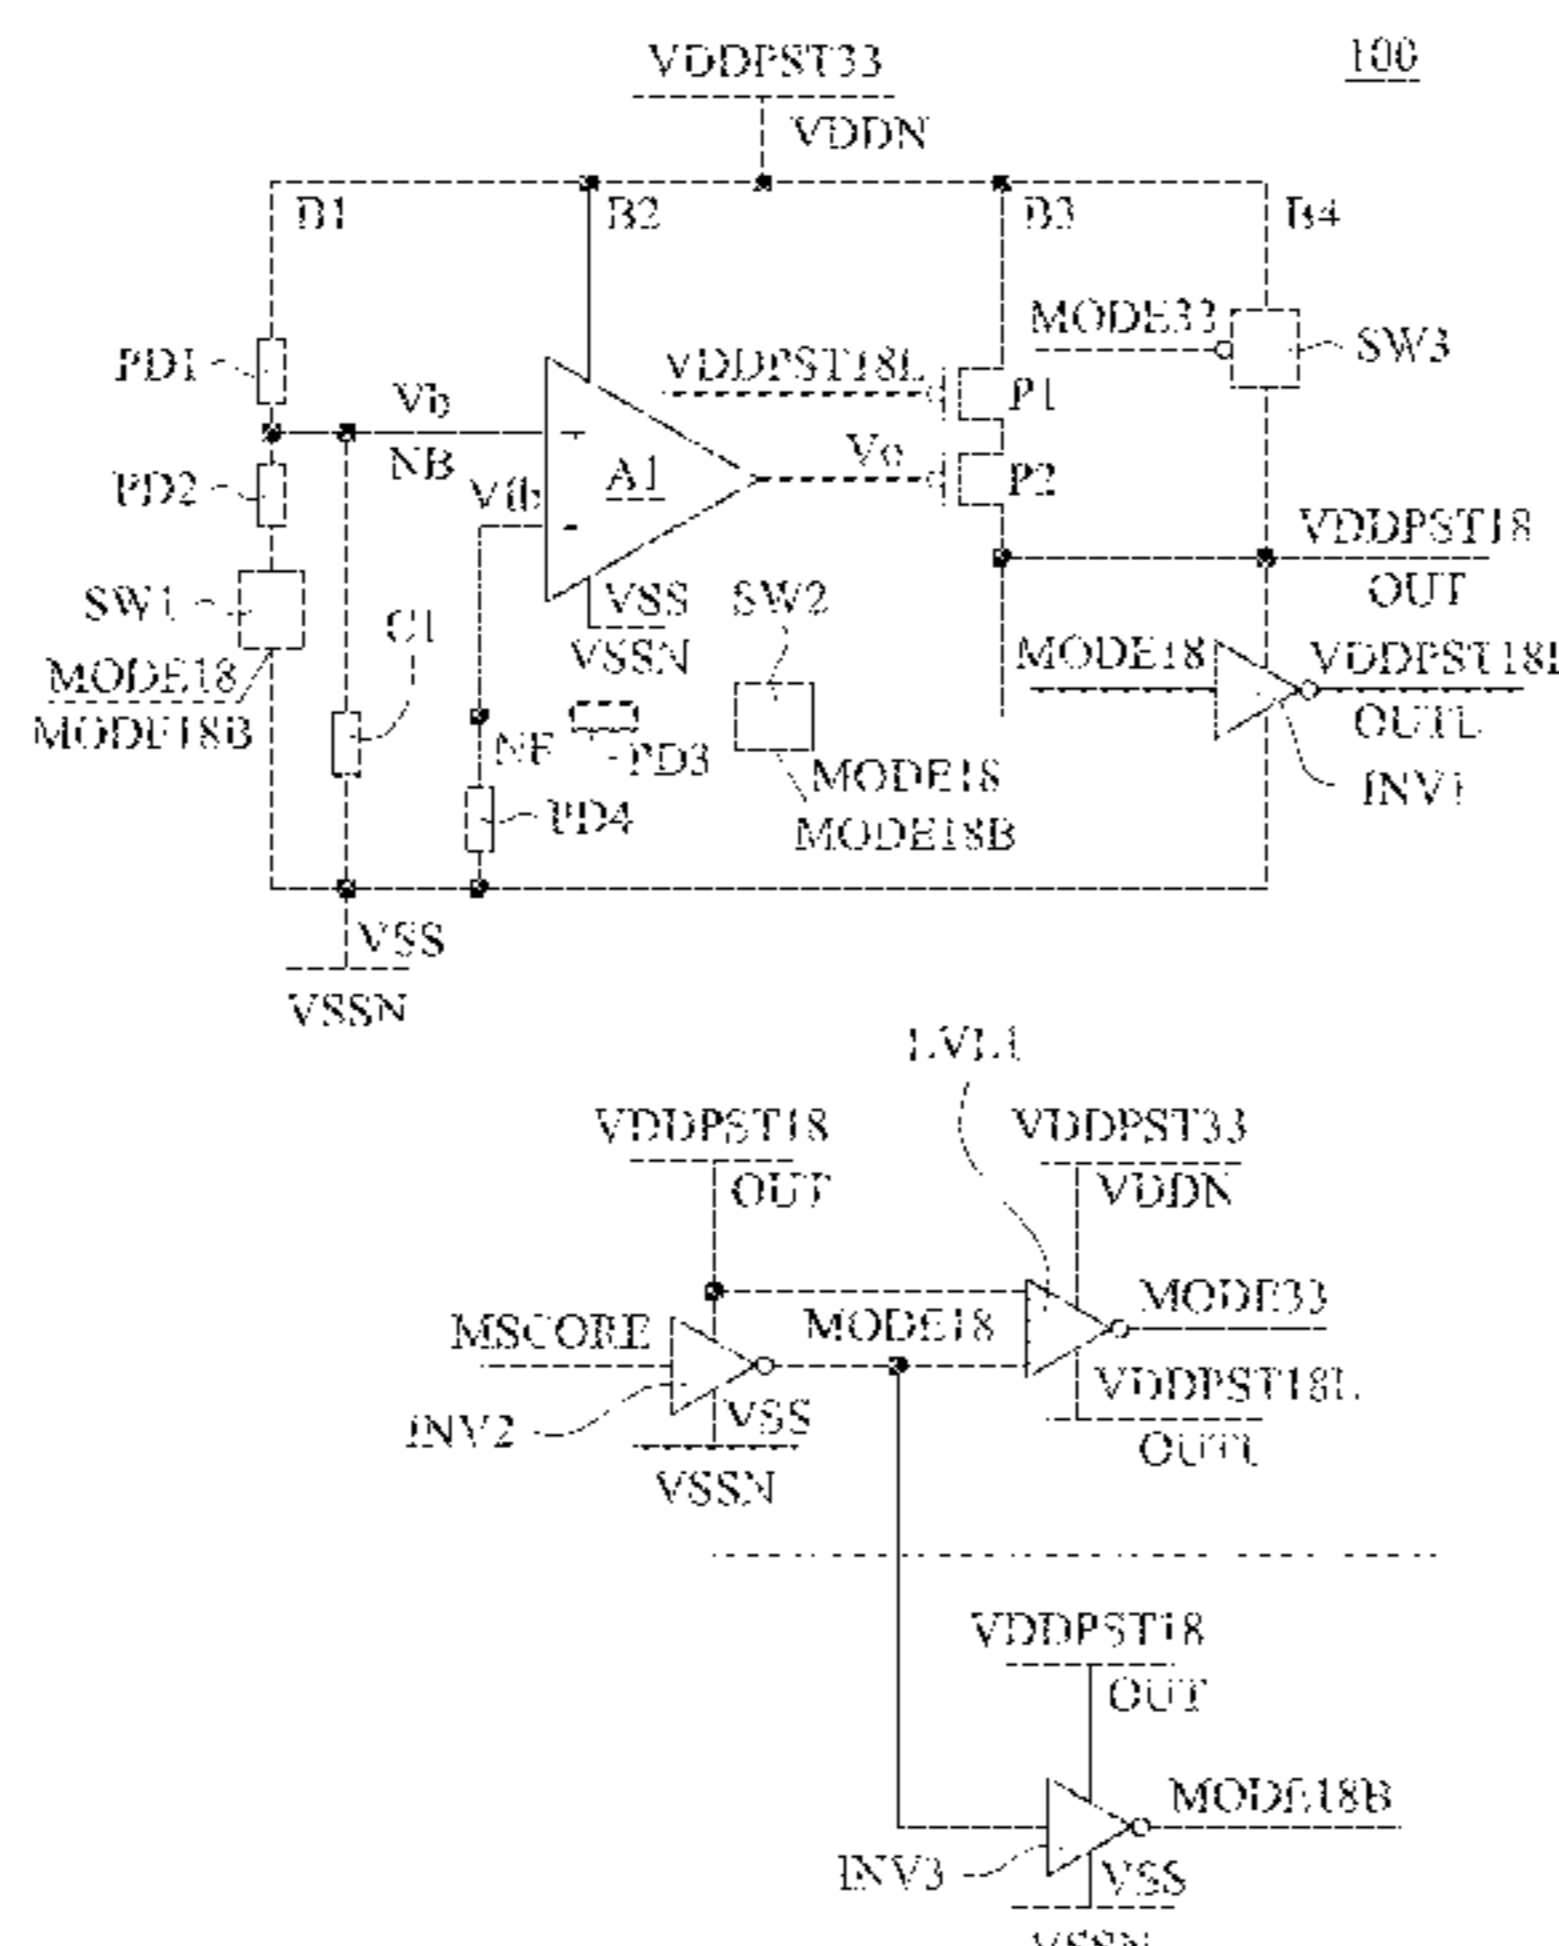 100
VDDPST33
VDDN
B1
B2
B3
B4
MODE33
SW3
PD1
VDDPST18L
P1
Vb
NB
A1
Vo
P2
PD2
Vfb
VDDPST18
OUT
SW1
C1
VSS
VSSN
SW2
MODE18
MODE18B
MODE18
VDDPST18L
OUTL
INV1
NF
PD3
MODE18
MODE18B
PD4
VSS
VSSN
LVL1
VDDPST18
OUT
VDDPST33
VDDN
MSCORE
MODE18
MODE33
INV2
VSS
VSSN
VDDPST18L
OUTL
VDDPST18
OUT
MODE18B
INV3
VSS
VSSN